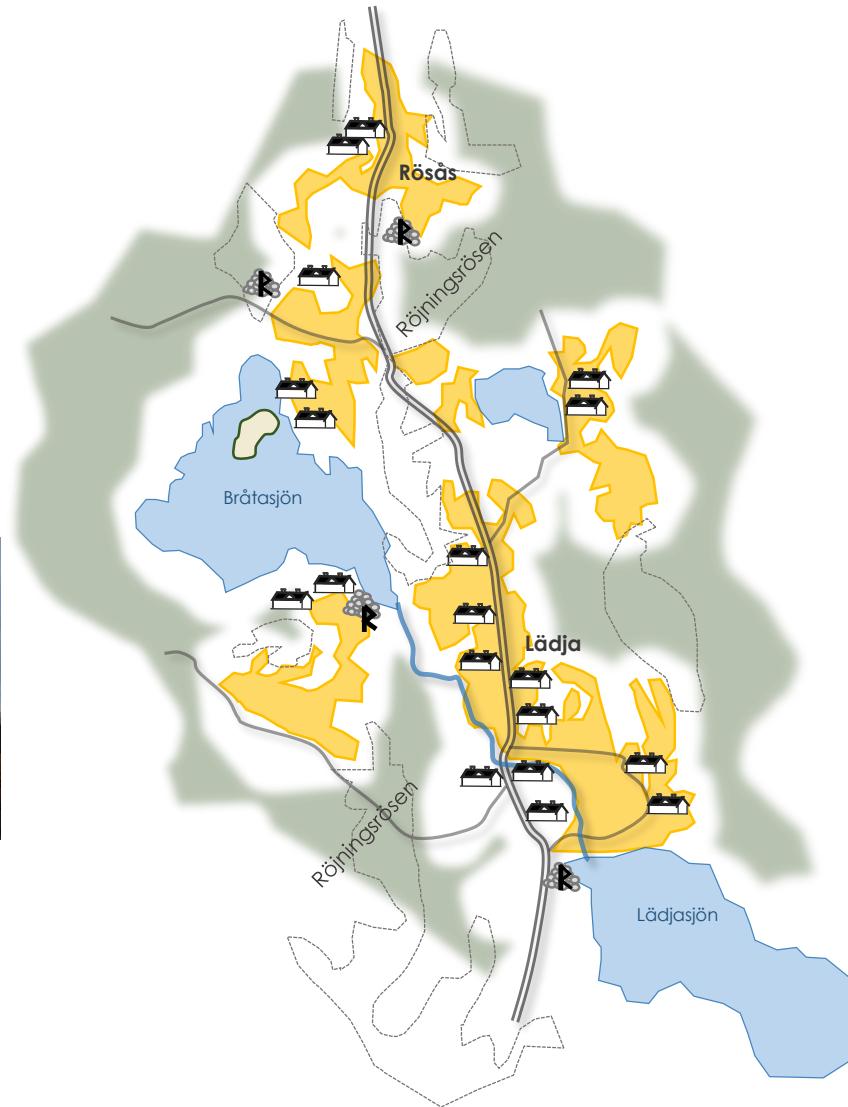 Rösås
Röjningsrösen
R
R
Bråtasjön
R
Lädja
Röjningsrösen
R
Lädjasjön